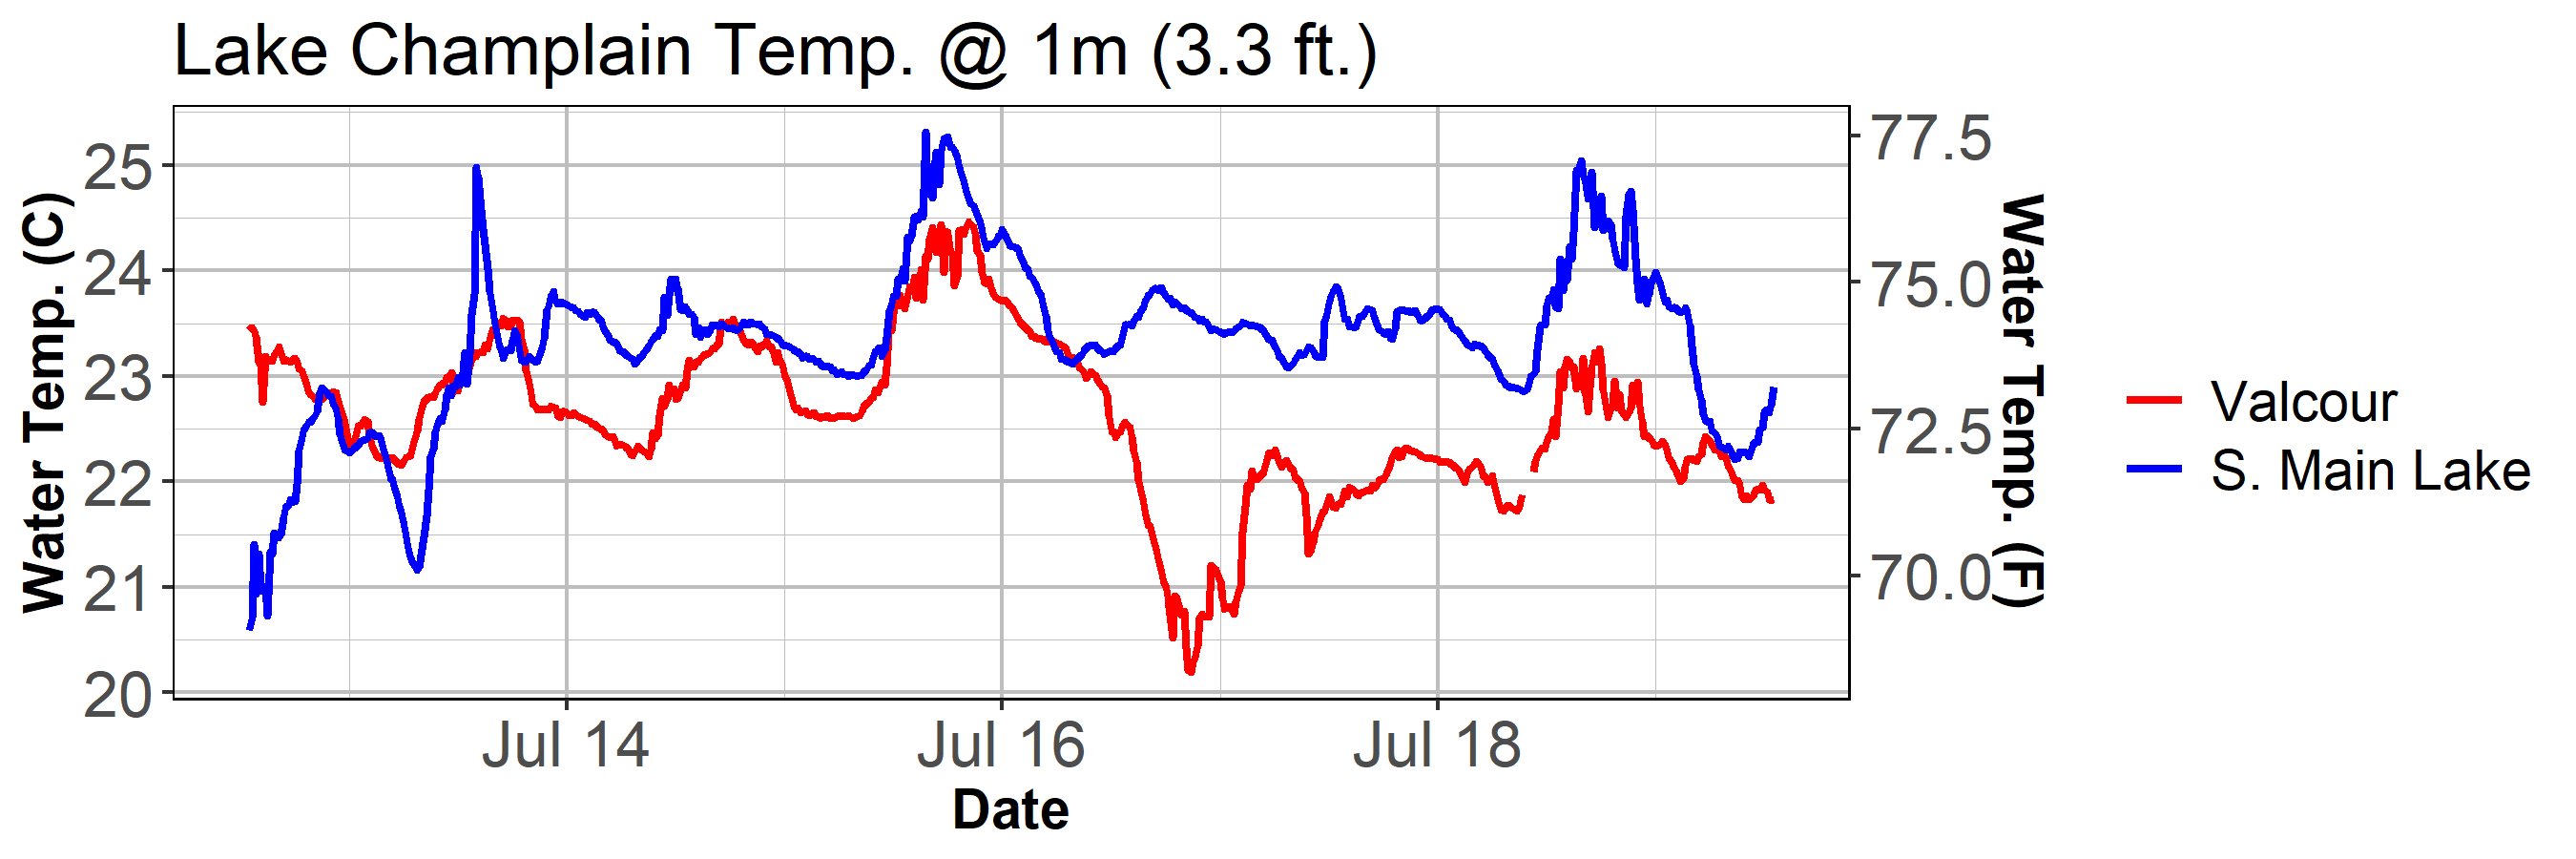 Lake Champlain Temp. @ 1m (3.3 ft.)
Water Temp. (C)
25
24
23
22
21
20
77.5
75.0
72.5
70.0
Water Temp. (F)
Jul 14
Jul 16
Jul 18
Date
Valcour
S. Main Lake